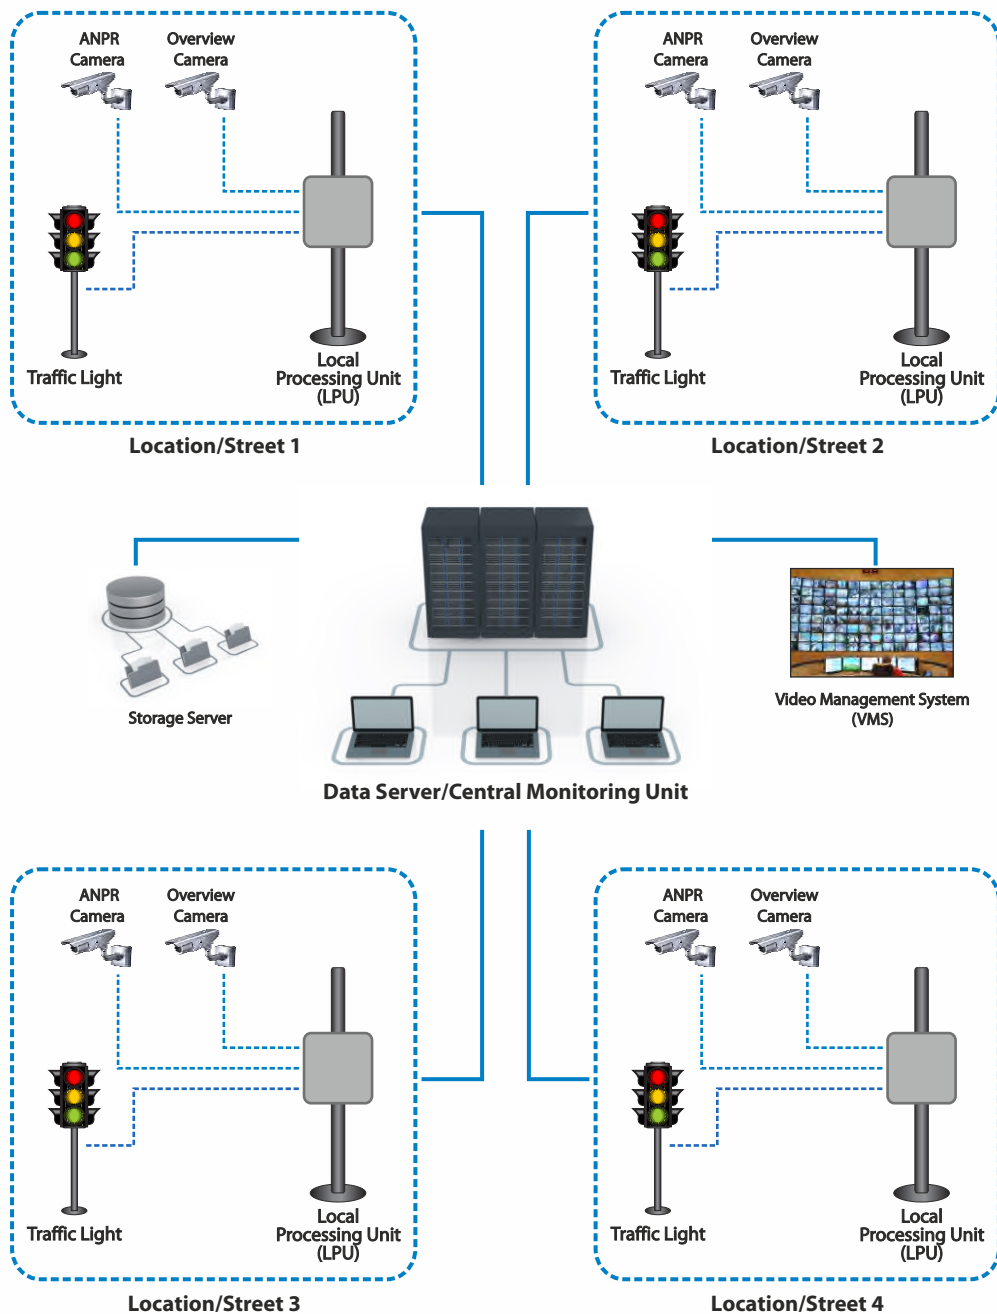 ANPR
Camera
Overview
Camera
Traffic Light
Local
Processing Unit
(LPU)
Location/Street 1
ANPR
Camera
Overview
Camera
Traffic Light
Local
Processing Unit
(LPU)
Location/Street 2
Storage Server
Data Server/Central Monitoring Unit
Video Management System
(VMS)
ANPR
Camera
Overview
Camera
Traffic Light
Local
Processing Unit
(LPU)
Location/Street 3
ANPR
Camera
Overview
Camera
Traffic Light
Local
Processing Unit
(LPU)
Location/Street 4